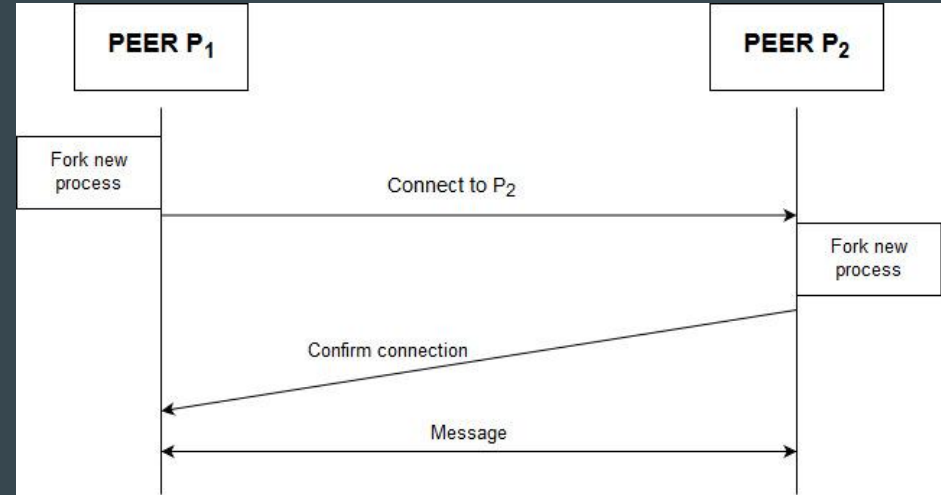 PEER P₁
PEER P₂
Fork new
process
Connect to P₂
Fork new
process
Confirm connection
Message